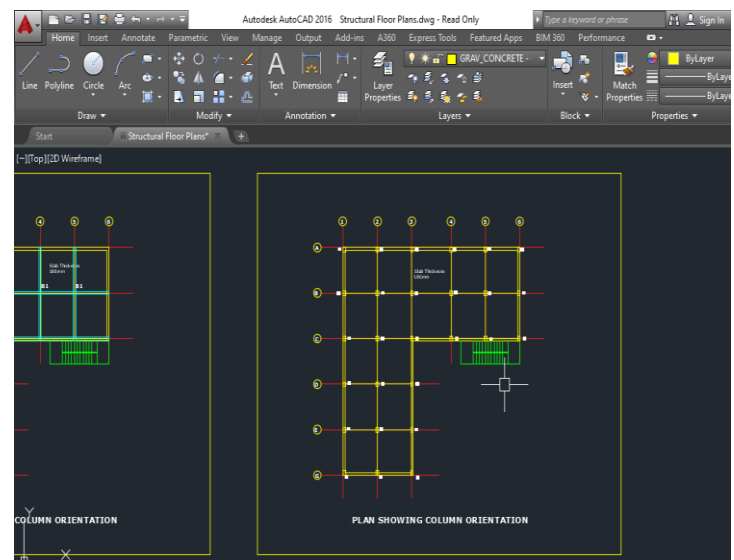 Autodesk AutoCAD 2016 Structural Floor Plans.dwg - Read Only
Type a keyword or phrase
Sign In
Home Insert Annotate Parametric View Manage Output Add-ins A360 Express Tools Featured Apps BIM 360 Performance
GRAV_CONCRETE -
ByLayer
Line Polyline Circle Arc
Text Dimension
Layer Properties
Insert
Match Properties
ByLaye
ByLaye
Draw Modify Annotation Layers Block Properties
Start Structural Floor Plans*
[−][Top][2D Wireframe]
4 5 6
1 2 3 4 5 6
A
Slab Thickness
Slab Thickness
B1 B1
B
C
D
E
G
Y
COLUMN ORIENTATION
PLAN SHOWING COLUMN ORIENTATION
X